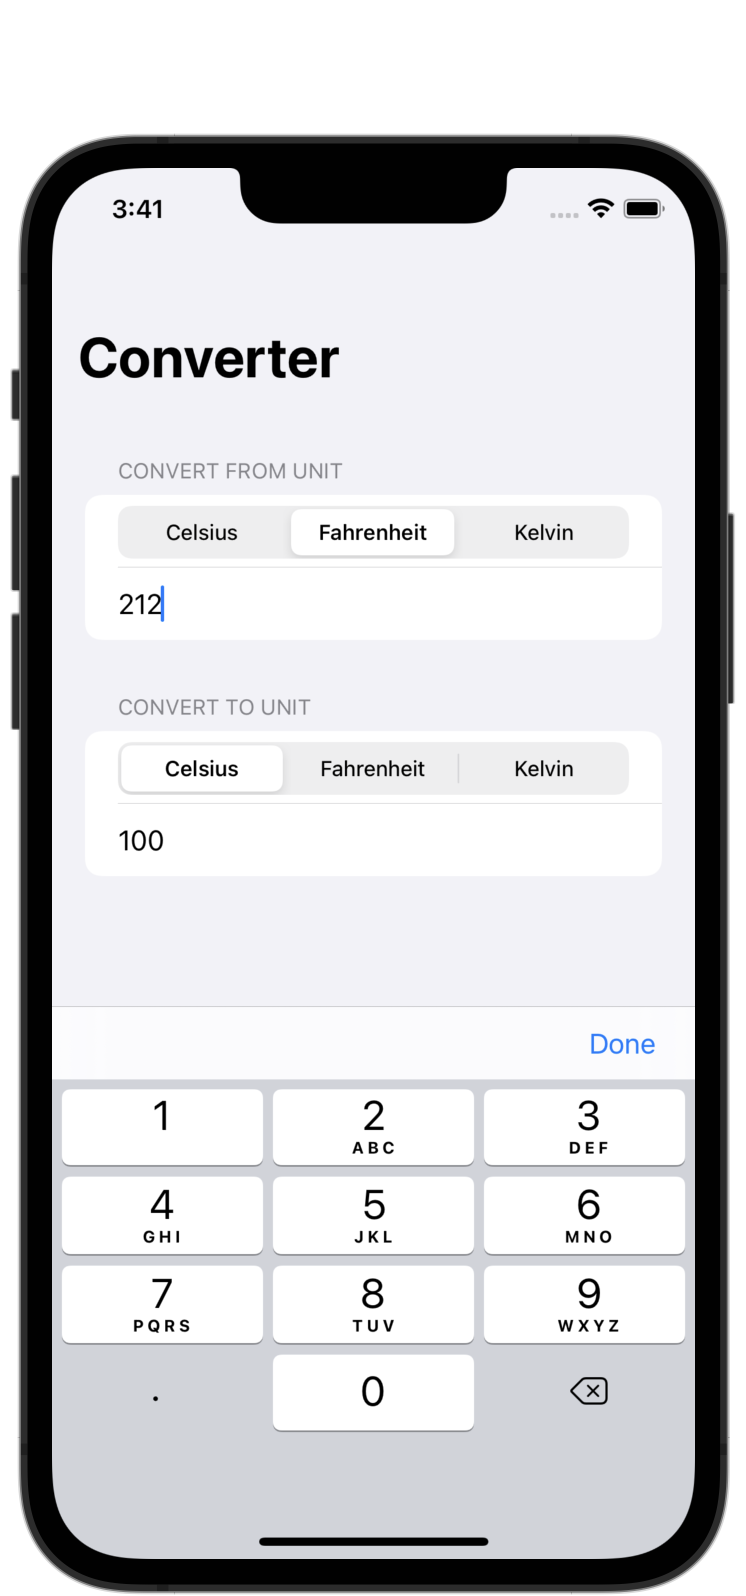 3:41
Converter
CONVERT FROM UNIT
Celsius Fahrenheit Kelvin
212
CONVERT TO UNIT
Celsius Fahrenheit Kelvin
100
Done
1 2 3
ABC DEF
4 5 6
GHI JKL MNO
7 8 9
PQRS TUV WXYZ
. 0